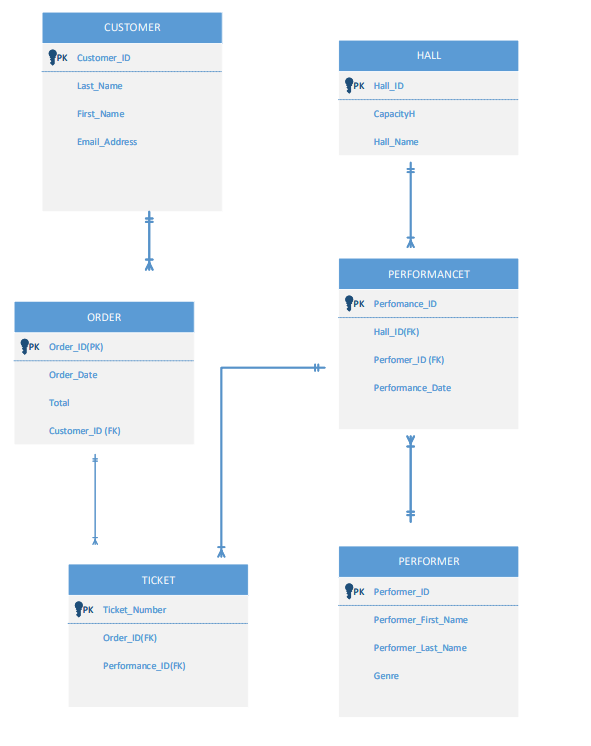 CUSTOMER
PK Customer_ID
Last_Name
First_Name
Email_Address
HALL
PK Hall_ID
CapacityH
Hall_Name
ORDER
PK Order_ID(PK)
Order_Date
Total
Customer_ID (FK)
PERFORMANCET
PK Perfomance_ID
Hall_ID(FK)
Perfomer_ID (FK)
Performance_Date
TICKET
PK Ticket_Number
Order_ID(FK)
Performance_ID(FK)
PERFORMER
PK Performer_ID
Performer_First_Name
Performer_Last_Name
Genre